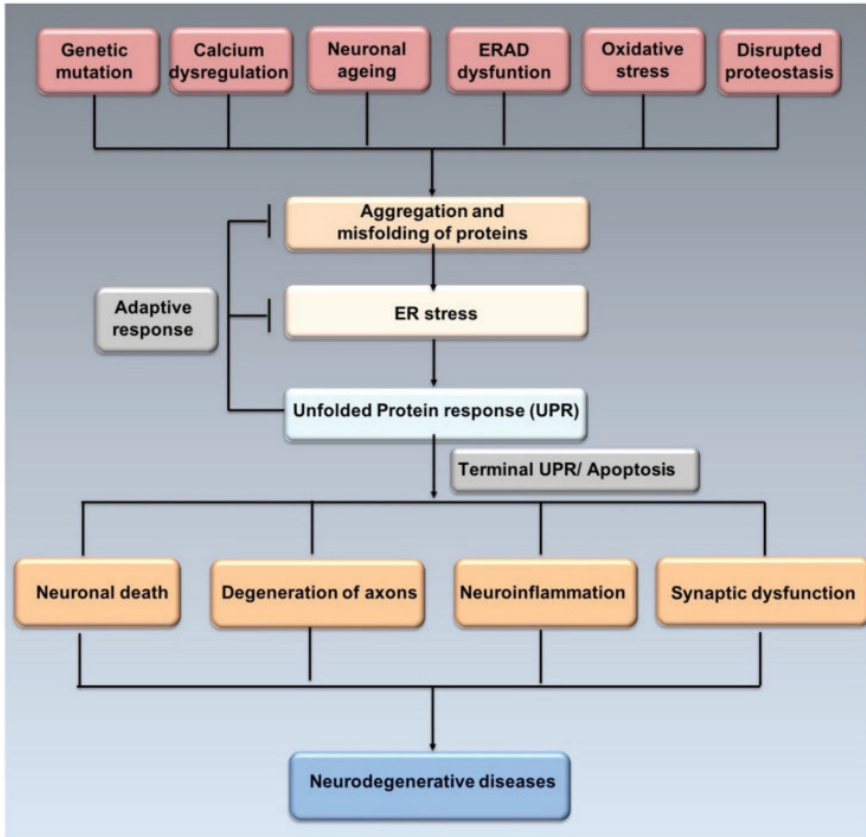 Genetic
mutation
Calcium
dysregulation
Neuronal
ageing
ERAD
dysfuntion
Oxidative
stress
Disrupted
proteostasis
Aggregation and
misfolding of proteins
Adaptive
response
ER stress
Unfolded Protein response (UPR)
Terminal UPR/ Apoptosis
Neuronal death
Degeneration of axons
Neuroinflammation
Synaptic dysfunction
Neurodegenerative diseases